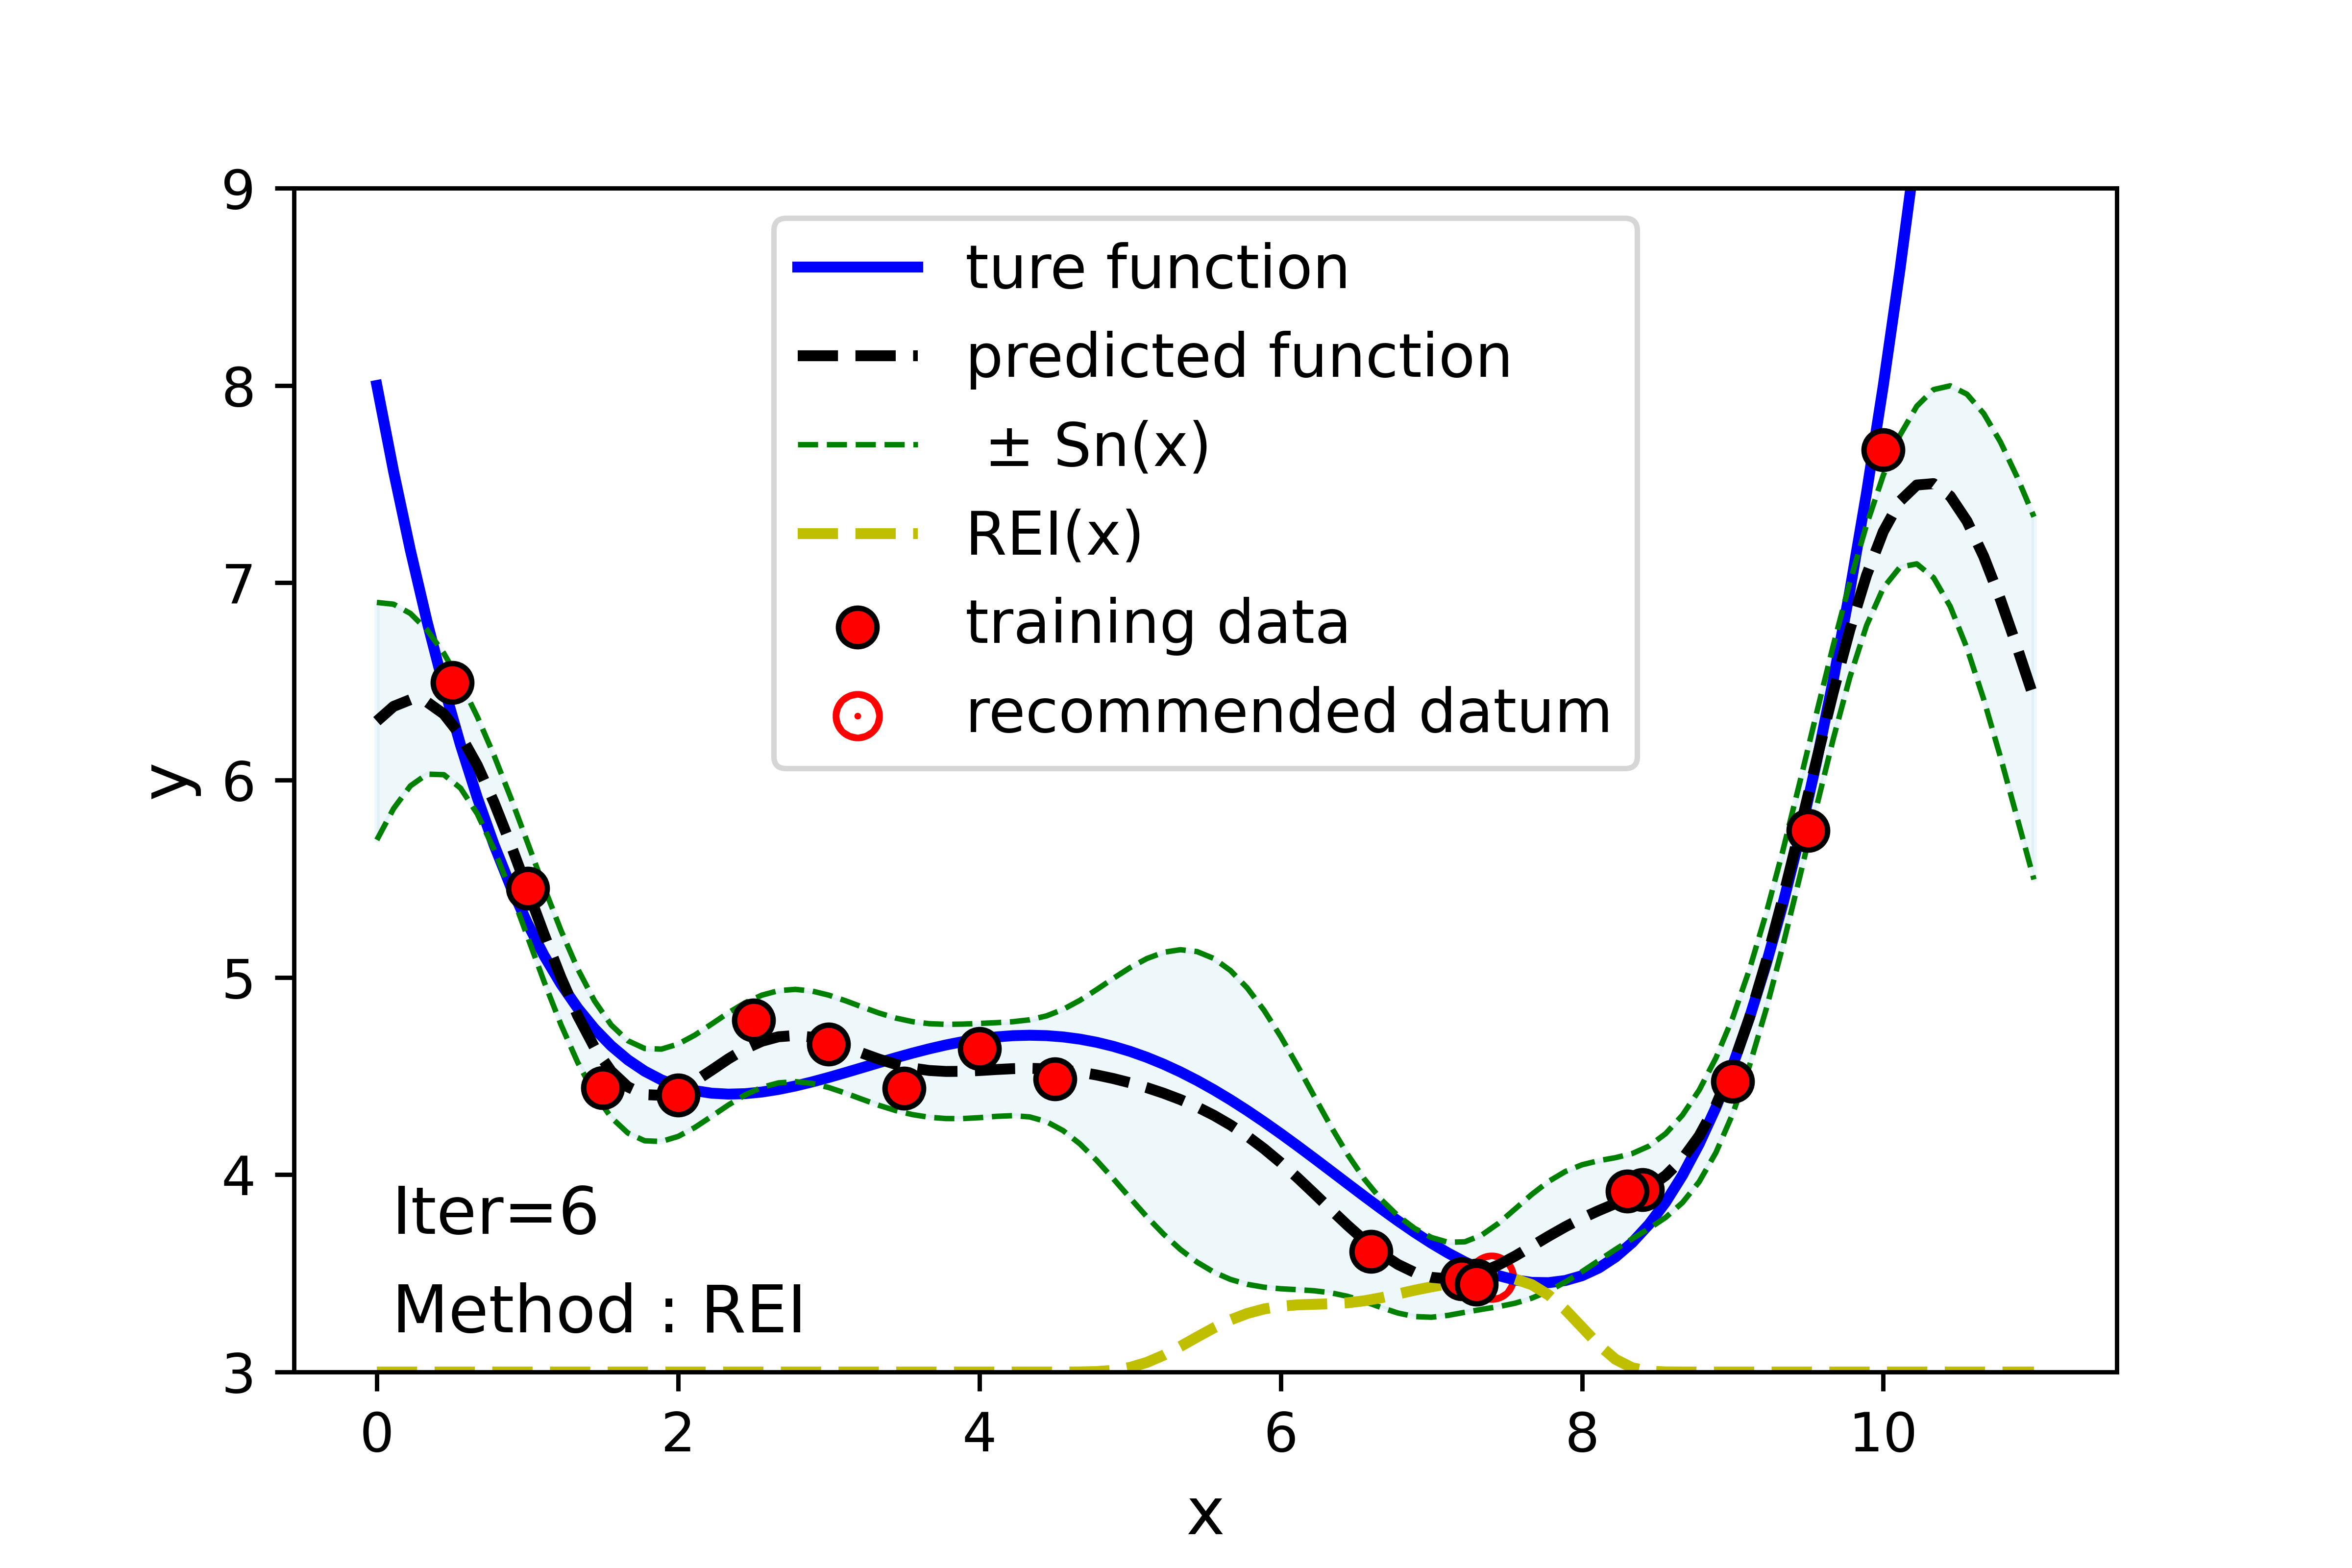 9
8
7
6
5
4
3
y
ture function
predicted function
± Sn(x)
REI(x)
training data
recommended datum
Iter=6
Method : REI
0 2 4 6 8 10
x